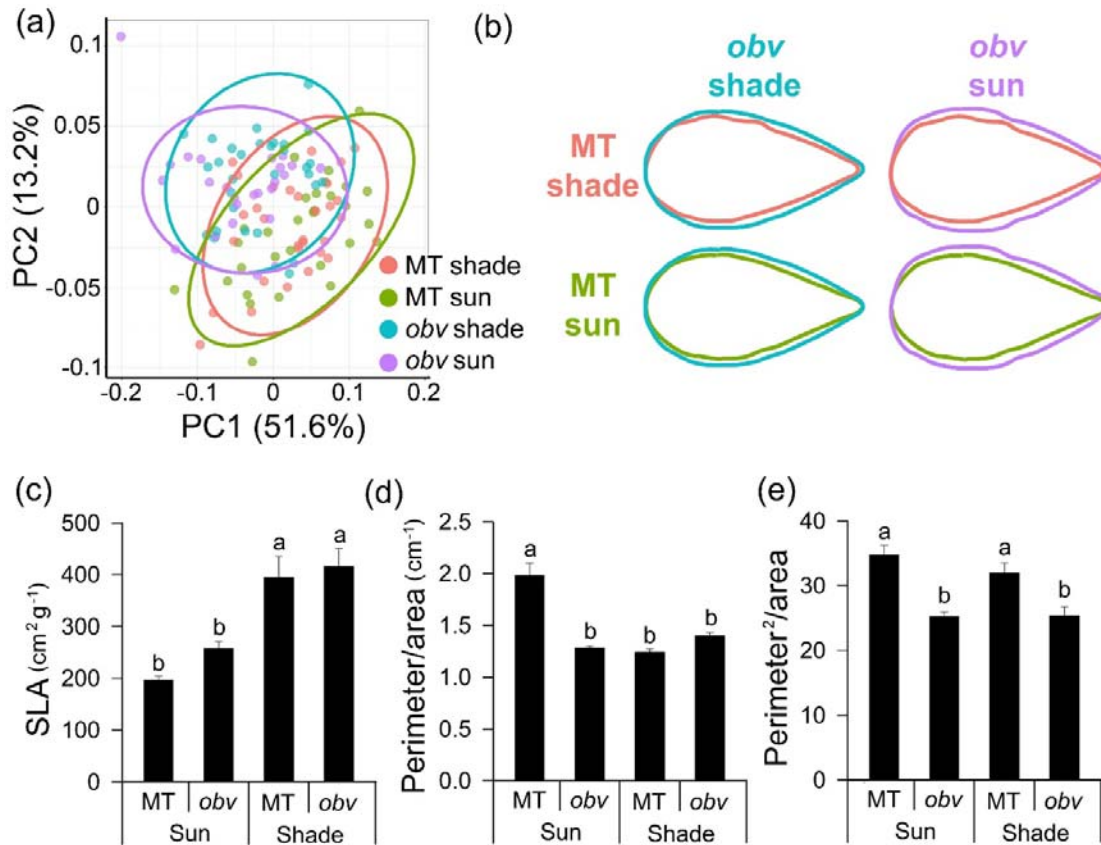 (a)
0.1
0.05
0
-0.05
-0.1
PC2 (13.2%)
-0.2
-0.1
0
0.1
0.2
PC1 (51.6%)
MT shade
MT sun
obv shade
obv sun
(b)
obv
shade
obv
sun
MT
shade
MT
sun
(c)
SLA (cm² g⁻¹)
500
400
300
200
100
0
b
b
a
a
MT
obv
MT
obv
Sun
Shade
(d)
Perimeter/area (cm⁻¹)
2.5
2.0
1.5
1.0
0.5
0.0
a
b
b
b
MT
obv
MT
obv
Sun
Shade
(e)
Perimeter²/area
40
30
20
10
0
a
b
a
b
MT
obv
MT
obv
Sun
Shade